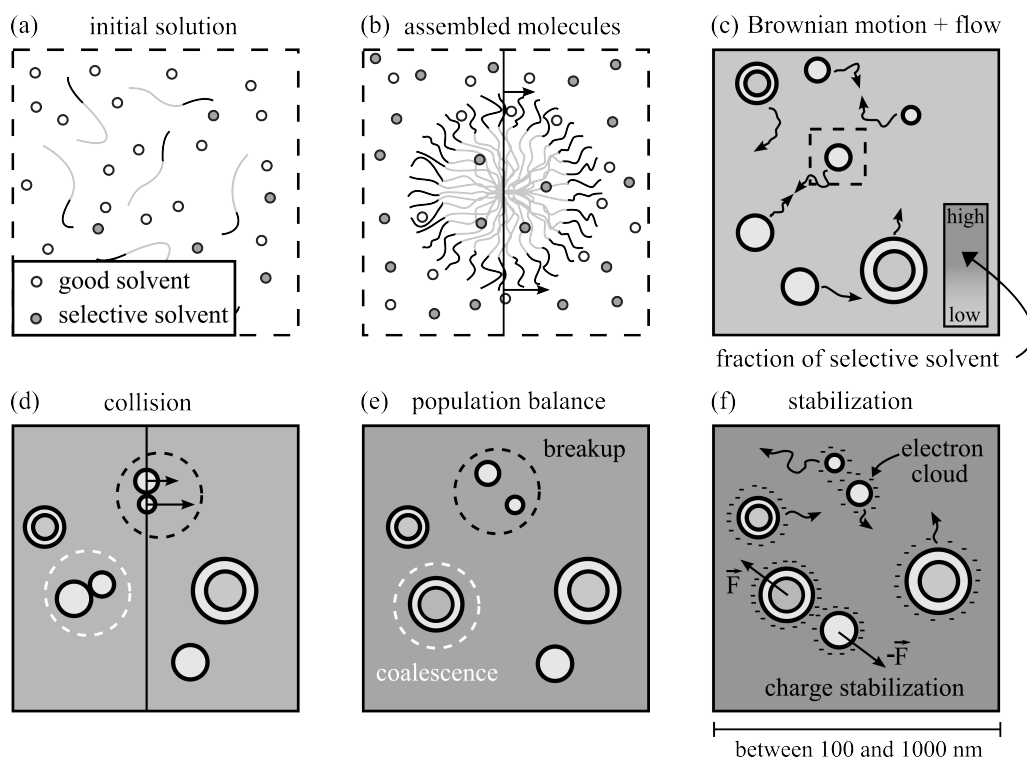 (a) initial solution
good solvent
selective solvent
(b) assembled molecules
(c) Brownian motion + flow
high
low
fraction of selective solvent
(d) collision
(e) population balance
breakup
coalescence
(f) stabilization
electron
cloud
F
-F
charge stabilization
between 100 and 1000 nm